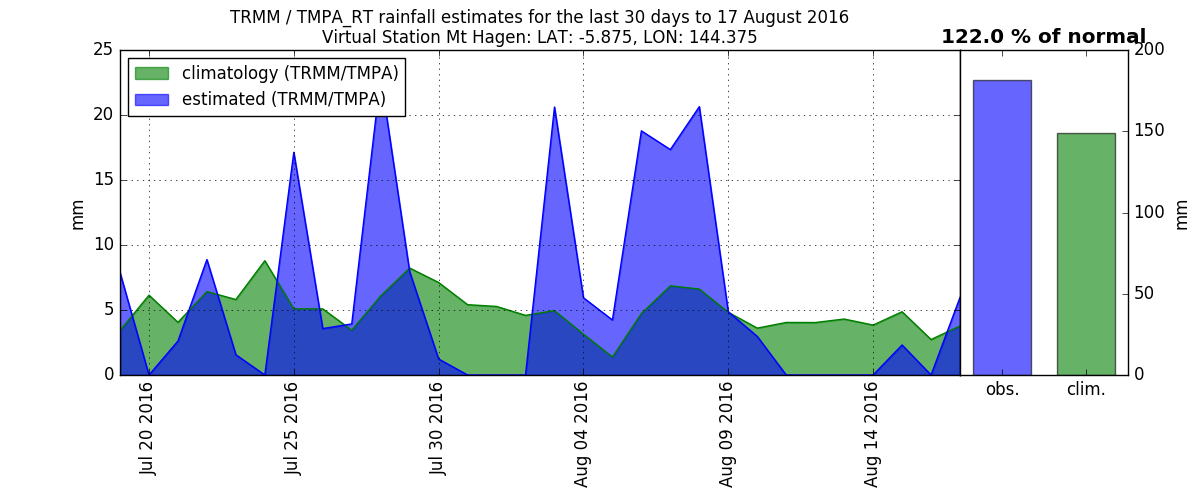 TRMM / TMPA_RT rainfall estimates for the last 30 days to 17 August 2016
Virtual Station Mt Hagen: LAT: -5.875, LON: 144.375
122.0 % of normal
climatology (TRMM/TMPA)
estimated (TRMM/TMPA)
25
20
15
10
5
0
mm
Jul 20 2016
Jul 25 2016
Jul 30 2016
Aug 04 2016
Aug 09 2016
Aug 14 2016
obs.
clim.
200
150
100
50
0
mm